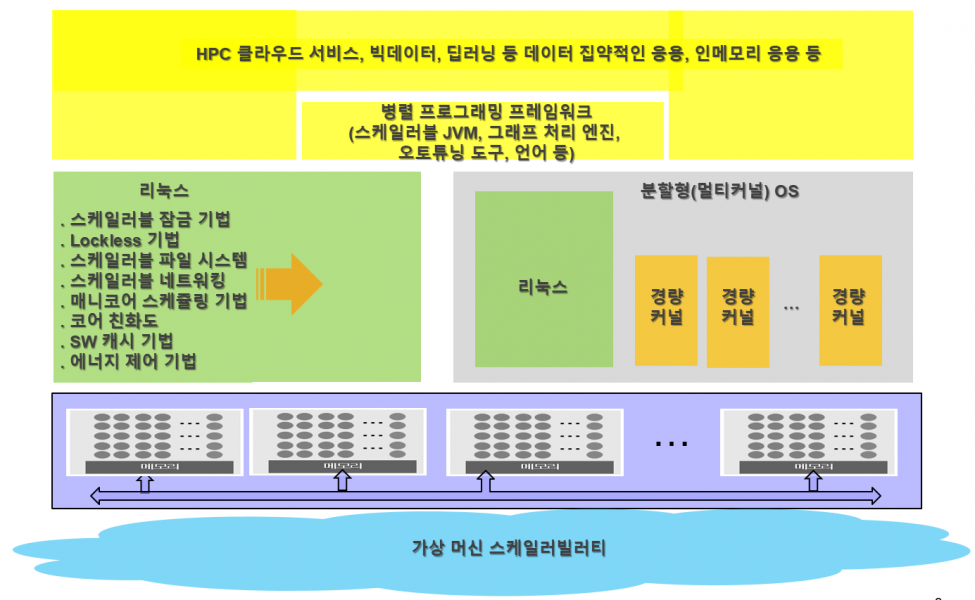 HPC 클라우드 서비스, 빅데이터, 딥러닝 등 데이터 집약적인 응용, 인메모리 응용 등
병렬 프로그래밍 프레임워크
(스케일러블 JVM, 그래프 처리 엔진,
오토튜닝 도구, 언어 등)
리눅스
. 스케일러블 잠금 기법
. Lockless 기법
. 스케일러블 파일 시스템
. 스케일러블 네트워킹
. 매니코어 스케쥴링 기법
. 코어 친화도
. SW 캐시 기법
. 에너지 제어 기법
분할형(멀티커널) OS
리눅스
경량
커널
경량
커널
...
경량
커널
메모리
메모리
메모리
...
메모리
가상 머신 스케일러빌러티